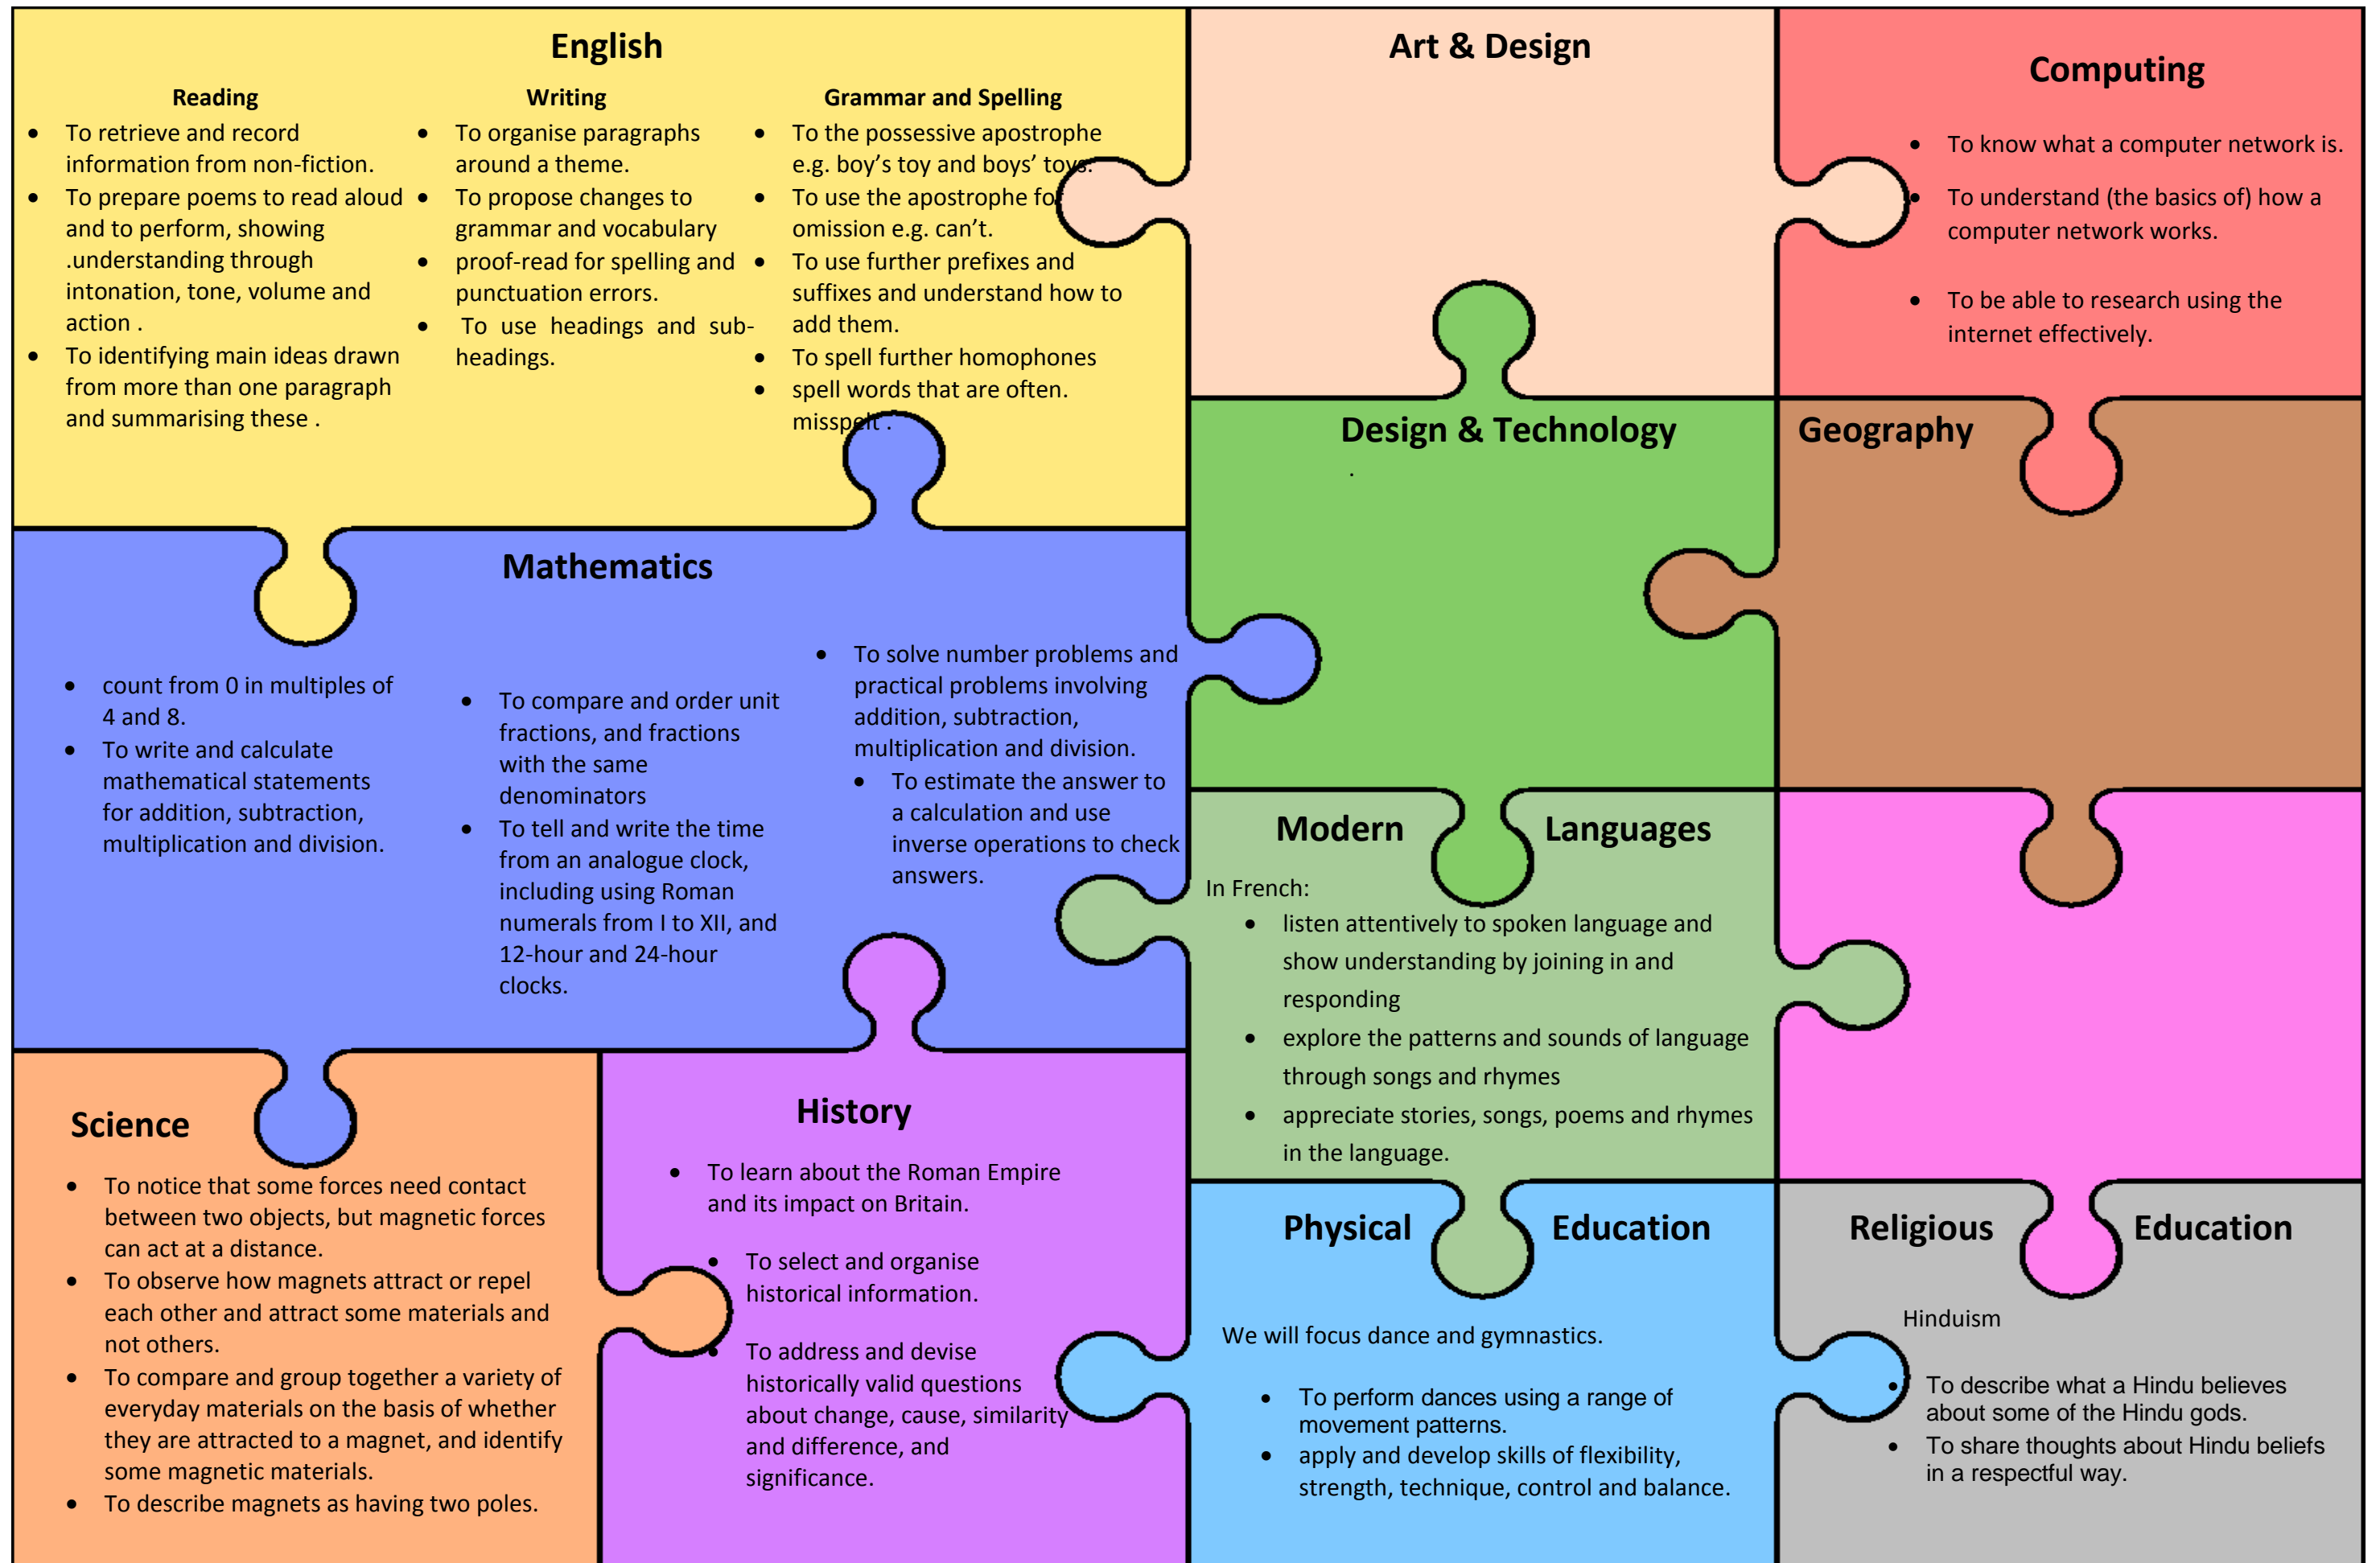 English
Reading
• To retrieve and record
information from non-fiction.
• To prepare poems to read aloud
and to perform, showing
.understanding through
intonation, tone, volume and
action .
• To identifying main ideas drawn
from more than one paragraph
and summarising these .
Writing
• To organise paragraphs
around a theme.
• To propose changes to
grammar and vocabulary
• proof-read for spelling and
punctuation errors.
• To use headings and sub-
headings.
Grammar and Spelling
• To the possessive apostrophe
e.g. boy's toy and boys' toys.
• To use the apostrophe fo
omission e.g. can't.
• To use further prefixes and
suffixes and understand how to
add them.
• To spell further homophones
• spell words that are often.
misspelt .
Art & Design
Computing
• To know what a computer network is.
• To understand (the basics of) how a
computer network works.
• To be able to research using the
internet effectively.
Design & Technology
.
Geography
Mathematics
• count from 0 in multiples of
4 and 8.
• To write and calculate
mathematical statements
for addition, subtraction,
multiplication and division.
• To compare and order unit
fractions, and fractions
with the same
denominators
• To tell and write the time
from an analogue clock,
including using Roman
numerals from I to XII, and
12-hour and 24-hour
clocks.
• To solve number problems and
practical problems involving
addition, subtraction,
multiplication and division.
• To estimate the answer to
a calculation and use
inverse operations to check
answers.
Modern Languages
In French:
• listen attentively to spoken language and
show understanding by joining in and
responding
• explore the patterns and sounds of language
through songs and rhymes
• appreciate stories, songs, poems and rhymes
in the language.
Science
• To notice that some forces need contact
between two objects, but magnetic forces
can act at a distance.
• To observe how magnets attract or repel
each other and attract some materials and
not others.
• To compare and group together a variety of
everyday materials on the basis of whether
they are attracted to a magnet, and identify
some magnetic materials.
• To describe magnets as having two poles.
History
• To learn about the Roman Empire
and its impact on Britain.
• To select and organise
historical information.
• To address and devise
historically valid questions
about change, cause, similarity
and difference, and
significance.
Physical Education
We will focus dance and gymnastics.
• To perform dances using a range of
movement patterns.
• apply and develop skills of flexibility,
strength, technique, control and balance.
Religious Education
Hinduism
• To describe what a Hindu believes
about some of the Hindu gods.
• To share thoughts about Hindu beliefs
in a respectful way.